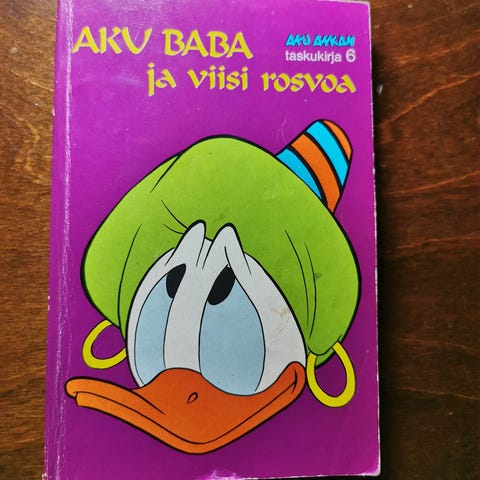 AKU BABA
ja viisi rosvoa
AKU ANKAN
taskukirja 6